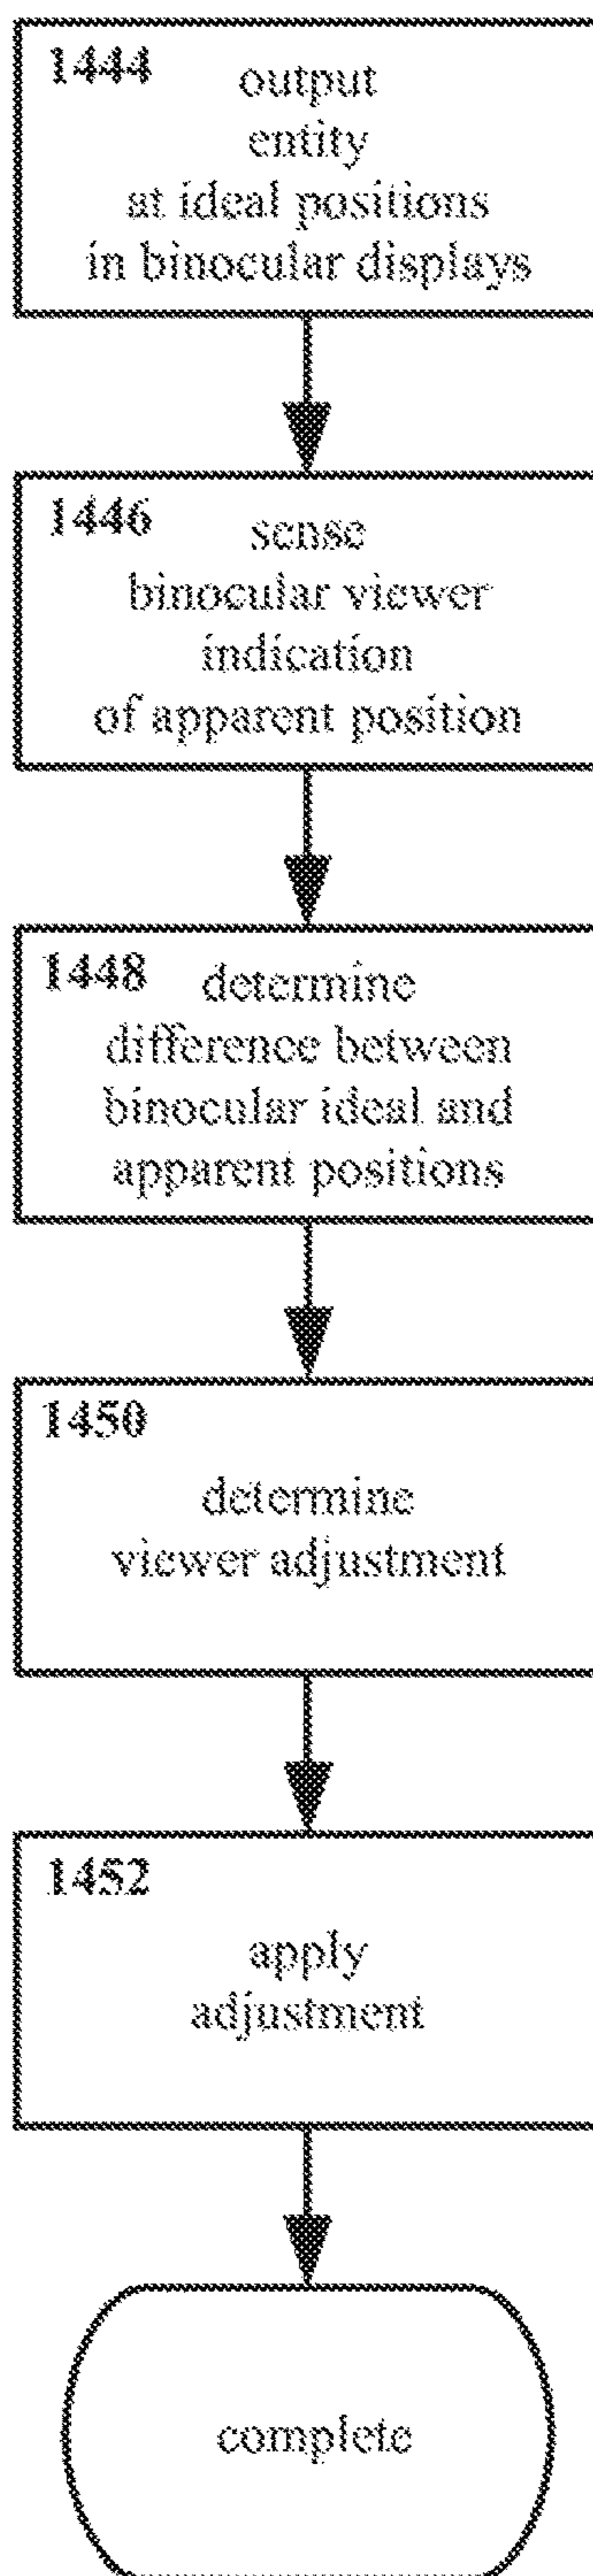 1444 output
entity
at ideal positions
in binocular displays
1446 sense
binocular viewer
indication
of apparent position
1448 determine
difference between
binocular ideal and
apparent positions
1450
determine
viewer adjustment
1452
apply
adjustment
complete